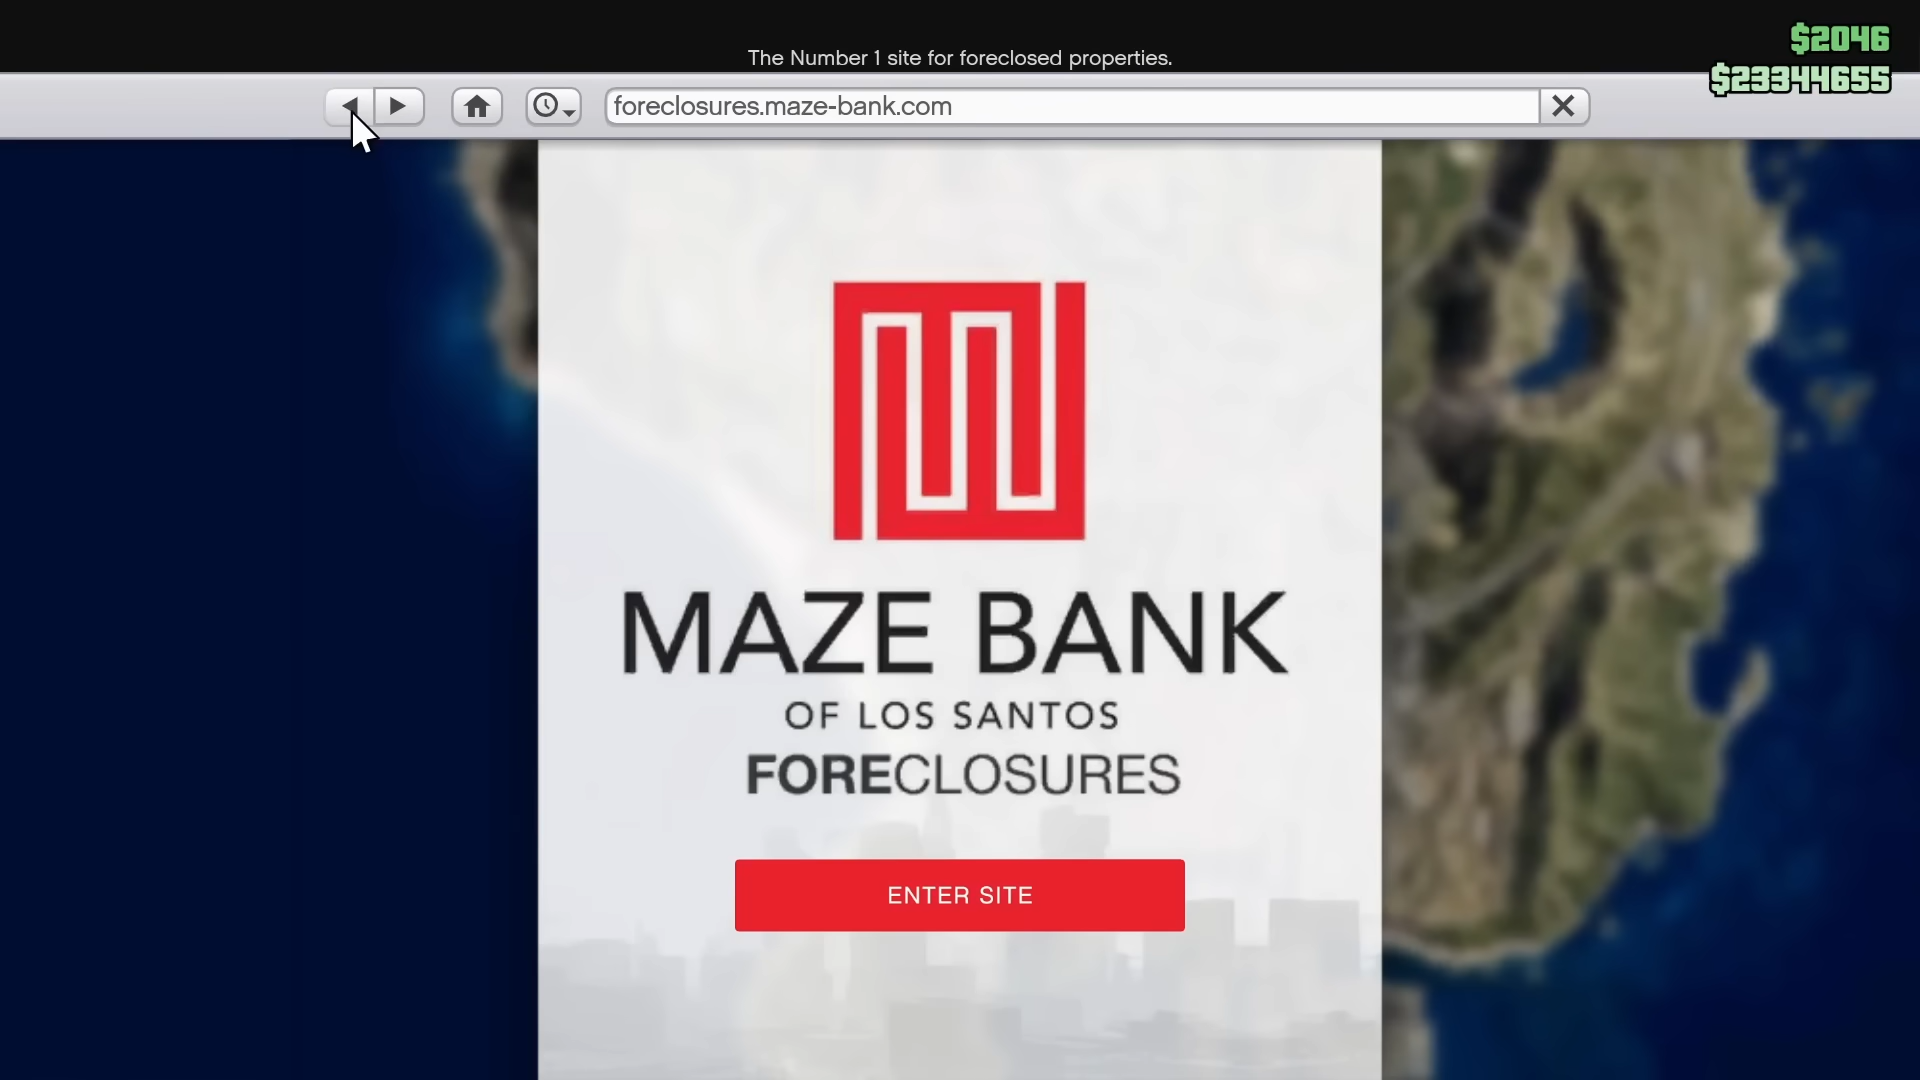 The Number 1 site for foreclosed properties.
$2046
$23344655
foreclosures.maze-bank.com
MAZE BANK
OF LOS SANTOS
FORECLOSURES
ENTER SITE